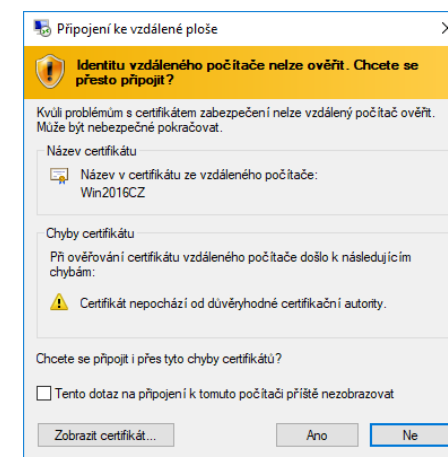 Připojení ke vzdálené ploše
Identitu vzdáleného počítače nelze ověřit. Chcete se
přesto připojit?
Kvůli problémům s certifikátem zabezpečení nelze vzdálený počítač ověřit.
Může být nebezpečné pokračovat.
Název certifikátu
Název v certifikátu ze vzdáleného počítače:
Win2016CZ
Chyby certifikátu
Při ověřování certifikátu vzdáleného počítače došlo k následujícím
chybám:
Certifikát nepochází od důvěryhodné certifikační autority.
Chcete se připojit i přes tyto chyby certifikátů?
Tento dotaz na připojení k tomuto počítači příště nezobrazovat
Zobrazit certifikát...
Ano
Ne